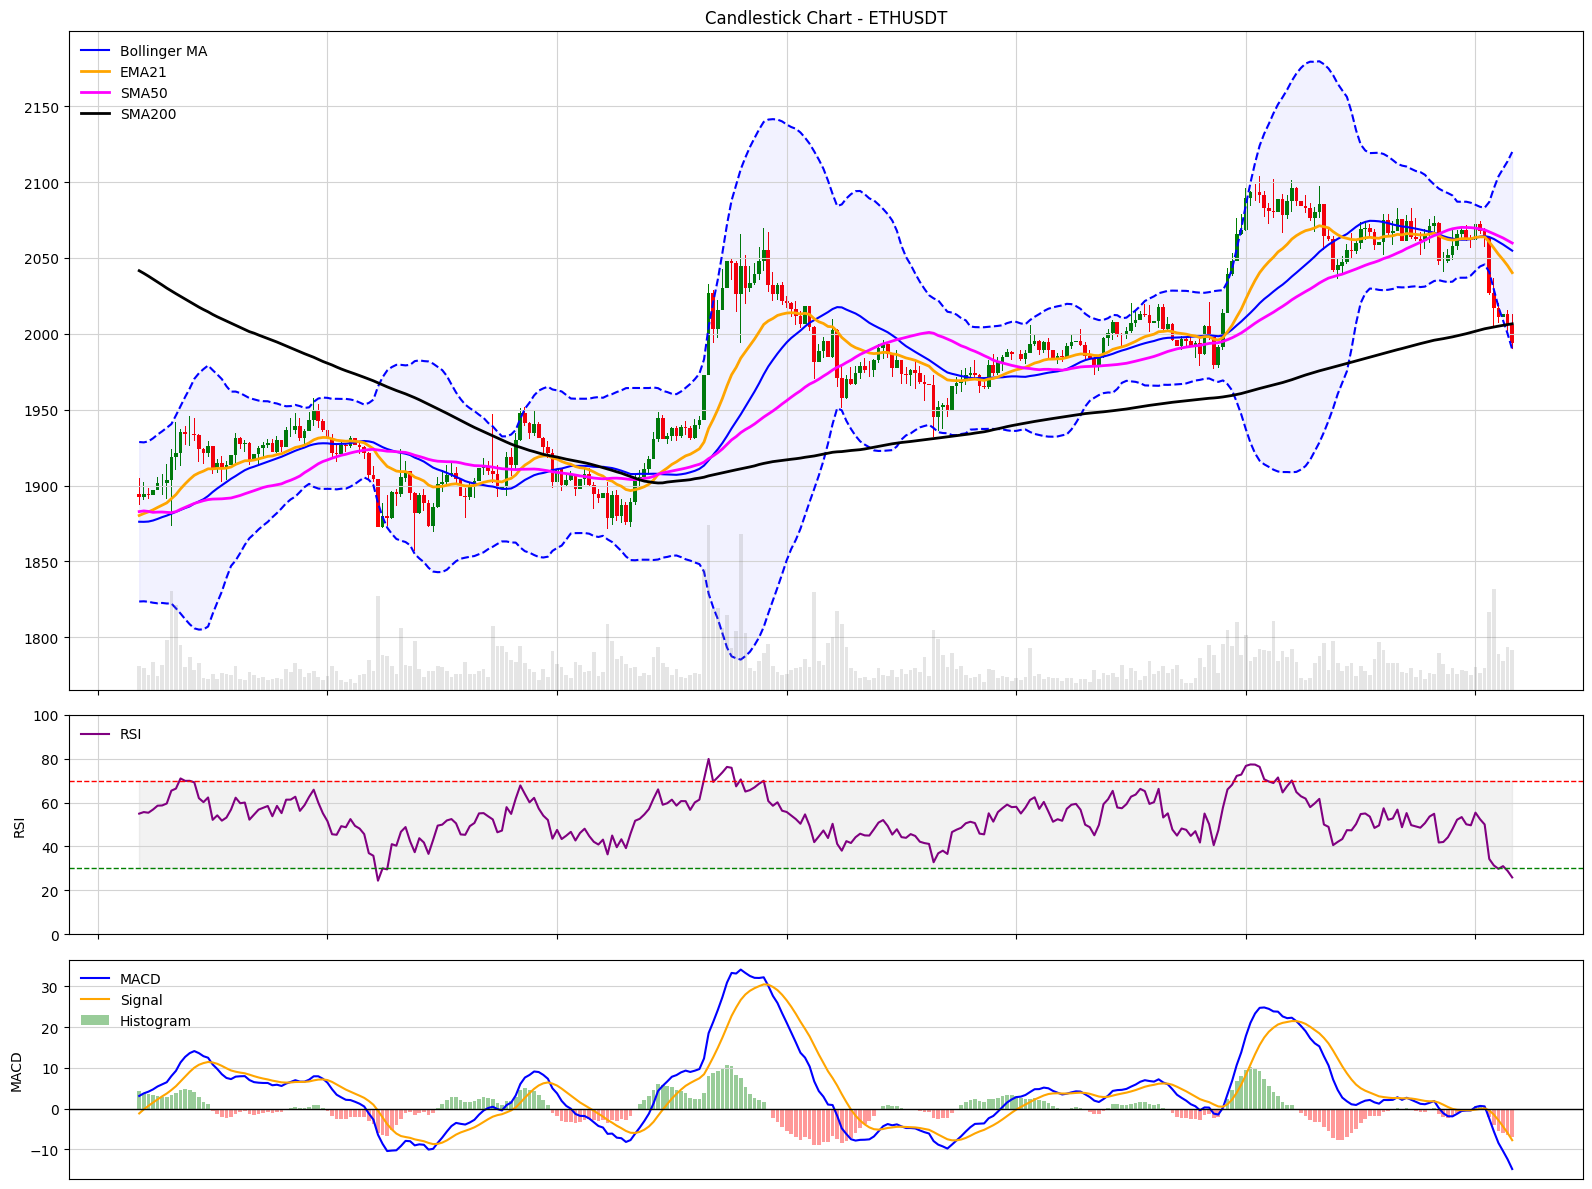 Candlestick Chart - ETHUSDT
Bollinger MA
EMA21
SMA50
SMA200
2150
2100
2050
2000
1950
1900
1850
1800
RSI
100
80
60
40
20
0
RSI
MACD
Signal
Histogram
30
20
10
0
−10
MACD